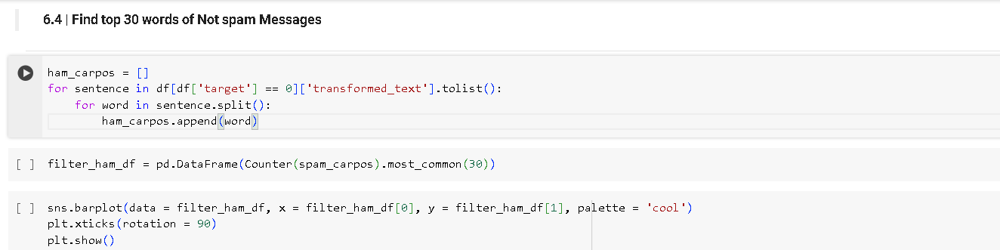 6.4 | Find top 30 words of Not spam Messages
ham_carpos = []
for sentence in df[df['target'] == 0]['transformed_text'].tolist():
    for word in sentence.split():
        ham_carpos.append(word)
[ ] filter_ham_df = pd.DataFrame(Counter(spam_carpos).most_common(30))
[ ] sns.barplot(data = filter_ham_df, x = filter_ham_df[0], y = filter_ham_df[1], palette = 'cool')
plt.xticks(rotation = 90)
plt.show()